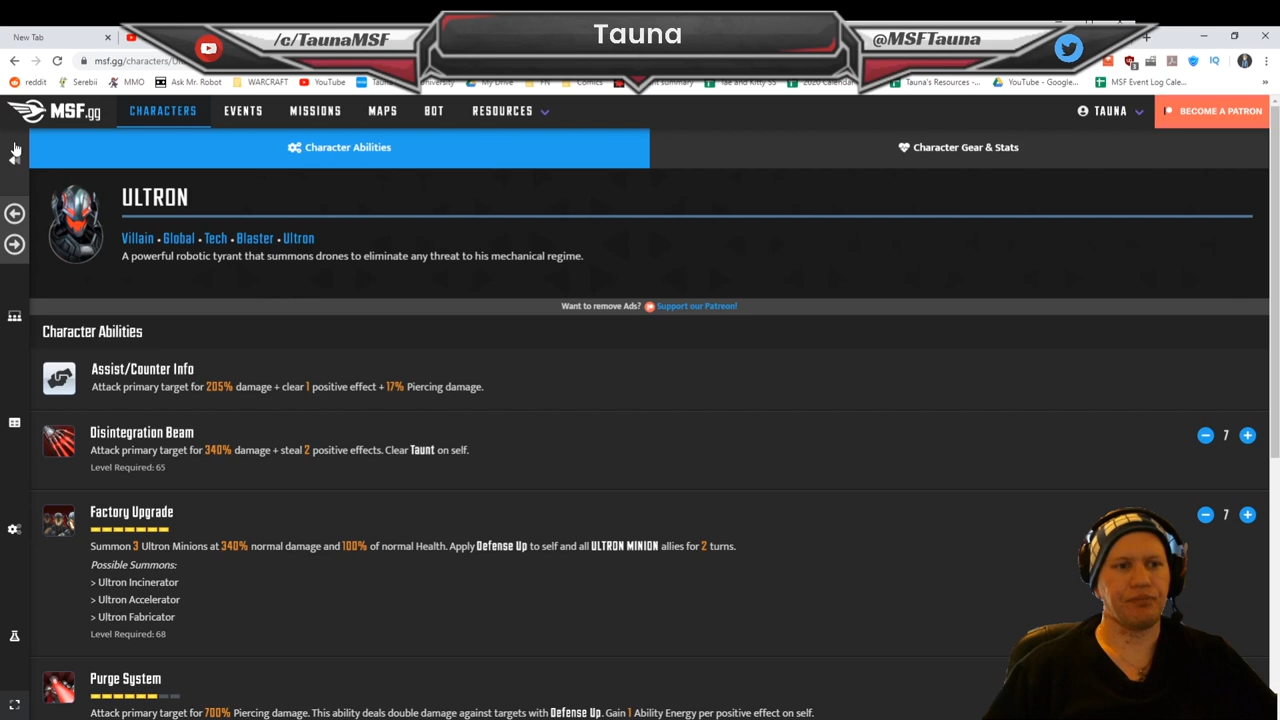 Tauna
/c/TaunaMSF
@MSFTauna
New Tab
msf.gg/characters/U
reddit
Serebii
MMO
Ask Mr. Robot
WARCRAFT
YouTube
My Drive
FN
Comics
Tae and Kitty SS
2020 Calendar
Tauna's Resources -...
YouTube - Google...
MSF Event Log Cale...
MSF.gg
CHARACTERS
EVENTS
MISSIONS
MAPS
BOT
RESOURCES
TAUNA
BECOME A PATRON
Character Abilities
Character Gear & Stats
ULTRON
Villain • Global • Tech • Blaster • Ultron
A powerful robotic tyrant that summons drones to eliminate any threat to his mechanical regime.
Want to remove Ads? Support our Patreon!
Character Abilities
Assist/Counter Info
Attack primary target for 205% damage + clear 1 positive effect + 17% Piercing damage.
Disintegration Beam
Attack primary target for 340% damage + steal 2 positive effects. Clear Taunt on self.
Level Required: 65
7
Factory Upgrade
7
Summon 3 Ultron Minions at 340% normal damage and 100% of normal Health. Apply Defense Up to self and all ULTRON MINION allies for 2 turns.
Possible Summons:
> Ultron Incinerator
> Ultron Accelerator
> Ultron Fabricator
Level Required: 68
Purge System
Attack primary target for 700% Piercing damage. This ability deals double damage against targets with Defense Up. Gain 1 Ability Energy per positive effect on self.